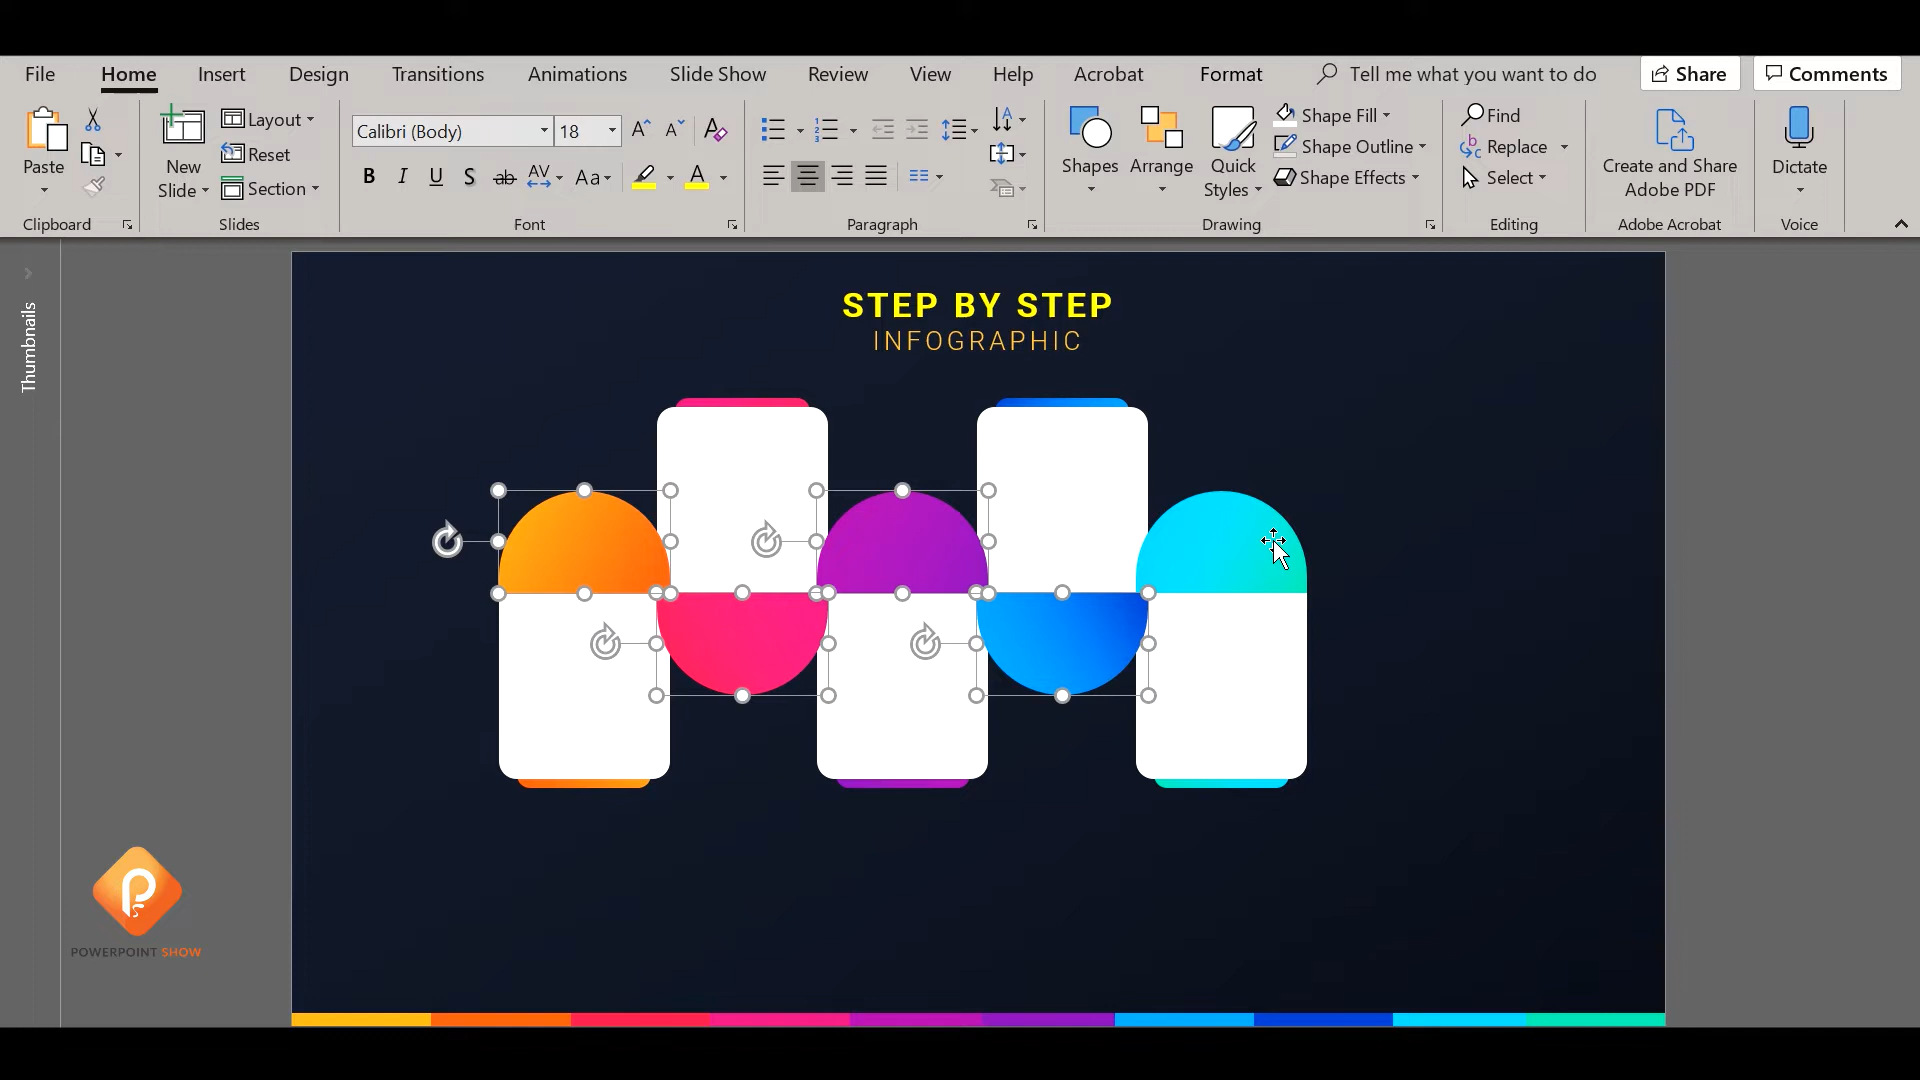 File Home Insert Design Transitions Animations Slide Show Review View Help Acrobat Format Tell me what you want to do Share Comments
Paste
Clipboard
New
Slide
Layout
Reset
Section
Slides
Calibri (Body) 18
B I U S ab AV Aa A
Font
Paragraph
Shapes
Arrange
Quick
Styles
Shape Fill
Shape Outline
Shape Effects
Drawing
Find
Replace
Select
Editing
Create and Share
Adobe PDF
Adobe Acrobat
Dictate
Voice
Thumbnails
STEP BY STEP
INFOGRAPHIC
POWERPOINT SHOW